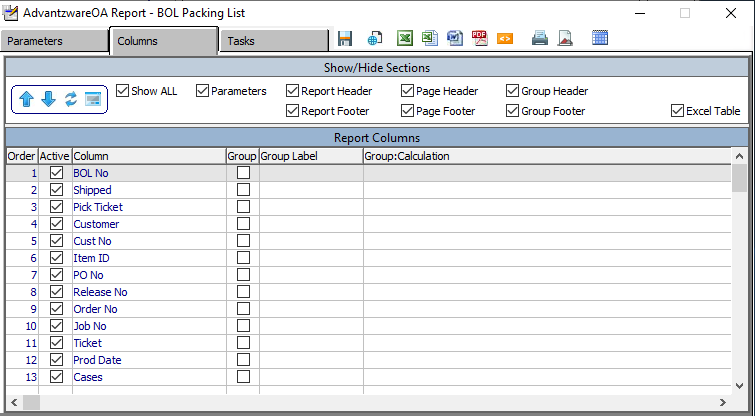 AdvantzwareOA Report - BOL Packing List
Parameters Columns Tasks
Show/Hide Sections
Show ALL Parameters Report Header Page Header Group Header
Report Footer Page Footer Group Footer Excel Table
Report Columns
Order Active Column Group Group Label Group:Calculation
1 BOL No
2 Shipped
3 Pick Ticket
4 Customer
5 Cust No
6 Item ID
7 PO No
8 Release No
9 Order No
10 Job No
11 Ticket
12 Prod Date
13 Cases